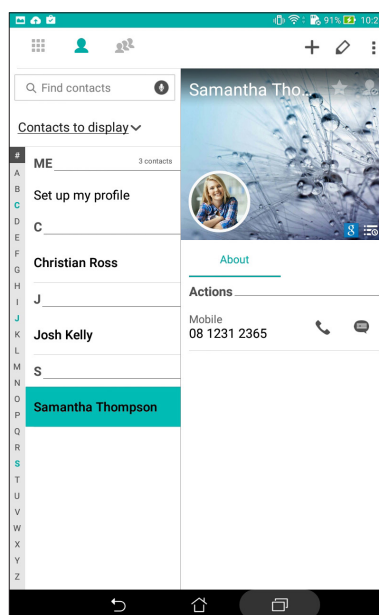 91% 10:2
Find contacts
Contacts to display
Samantha Tho...
8
#
A
B
C
D
E
F
G
H
I
J
K
L
M
N
O
P
Q
R
S
T
U
V
W
X
Y
Z
ME 3 contacts
Set up my profile
C
Christian Ross
J
Josh Kelly
S
Samantha Thompson
About
Actions
Mobile
08 1231 2365